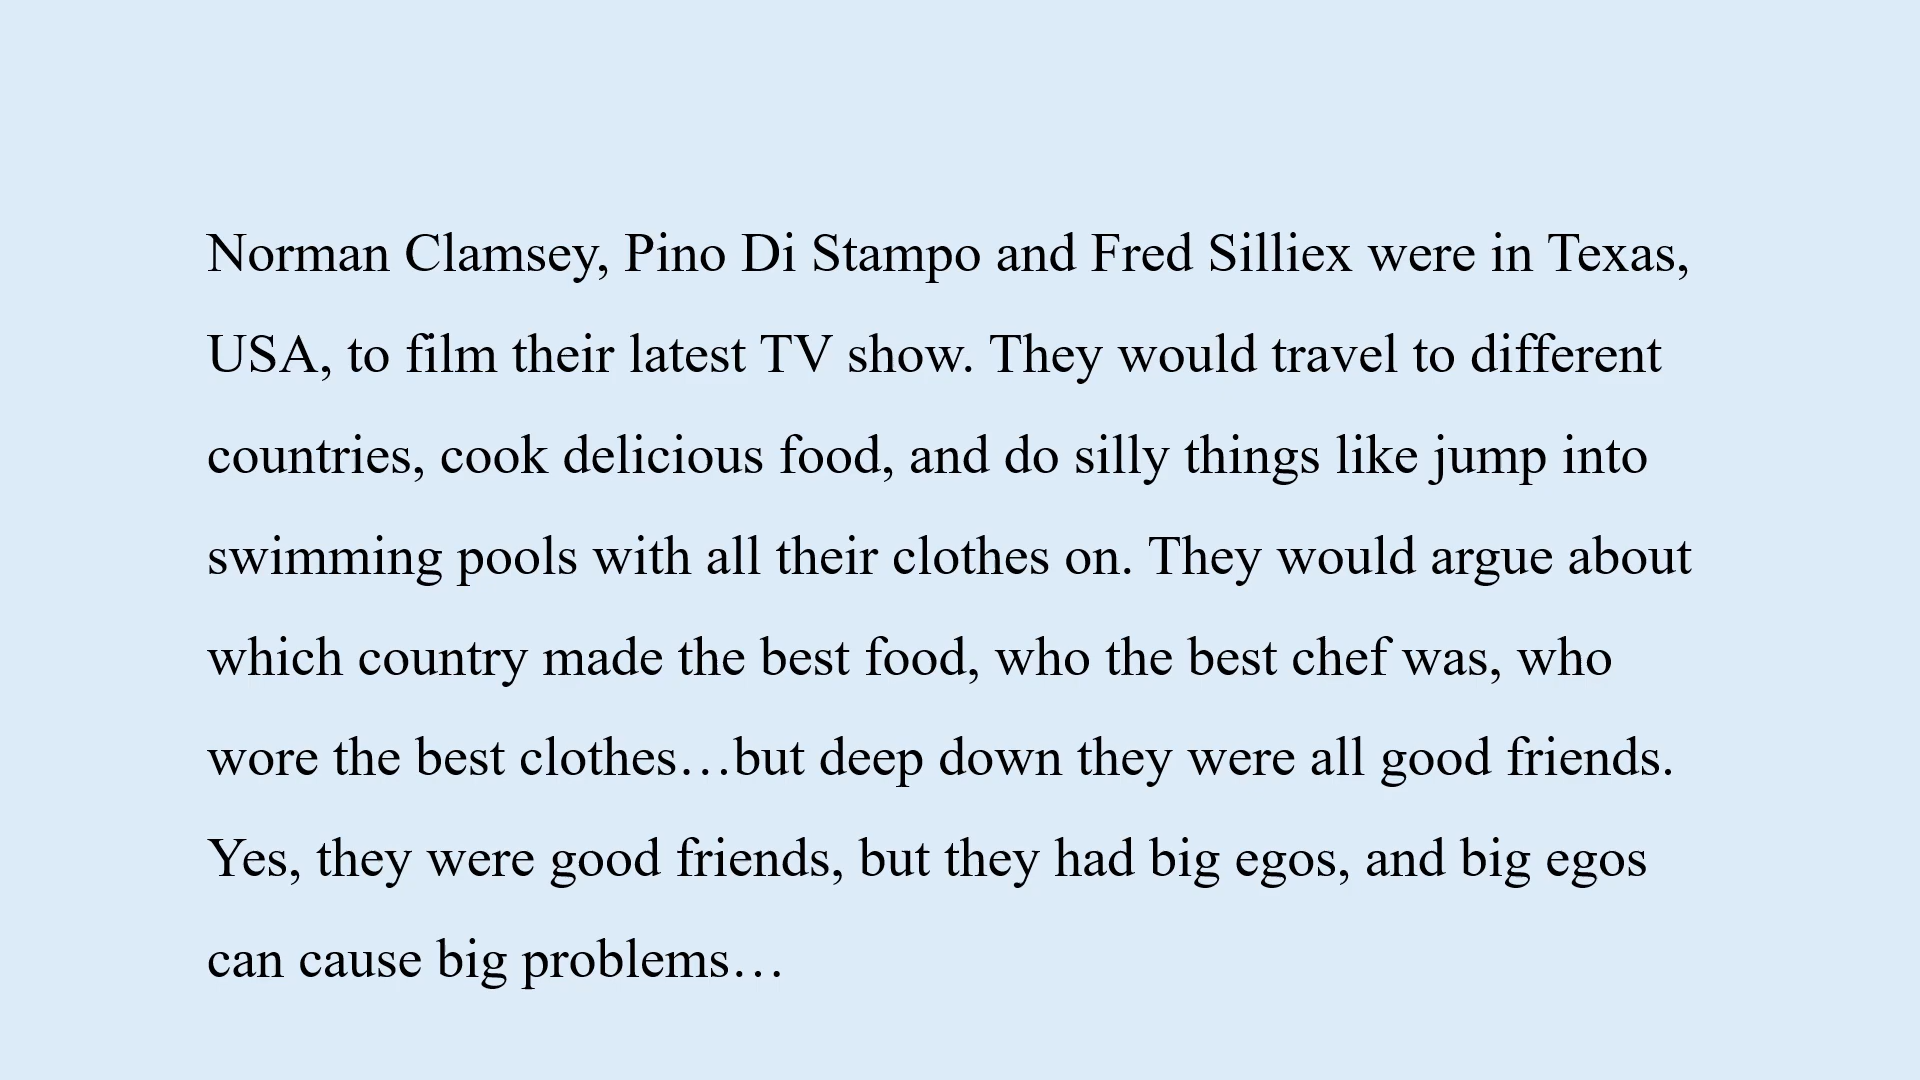 Norman Clamsey, Pino Di Stampo and Fred Silliex were in Texas,
USA, to film their latest TV show. They would travel to different
countries, cook delicious food, and do silly things like jump into
swimming pools with all their clothes on. They would argue about
which country made the best food, who the best chef was, who
wore the best clothes…but deep down they were all good friends.
Yes, they were good friends, but they had big egos, and big egos
can cause big problems…